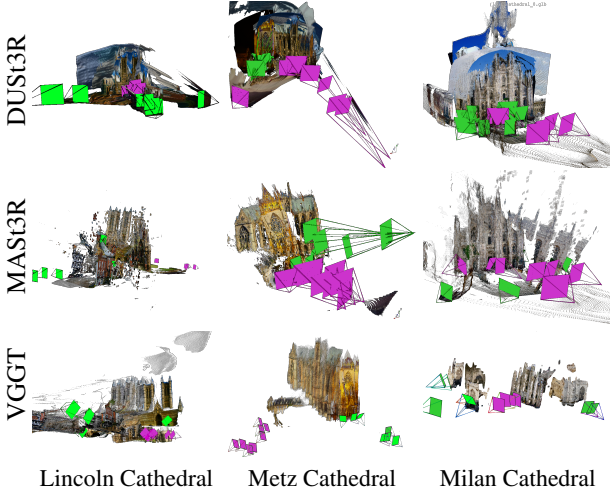 DUSt3R
MASt3R
VGGT
Lincoln Cathedral
Metz Cathedral
Milan Cathedral